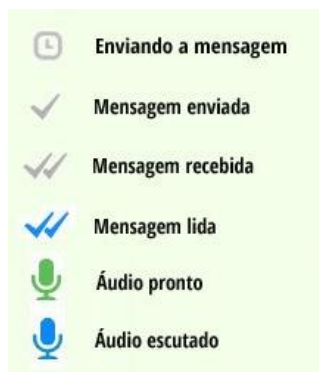 Enviando a mensagem
Mensagem enviada
Mensagem recebida
Mensagem lida
Áudio pronto
Áudio escutado